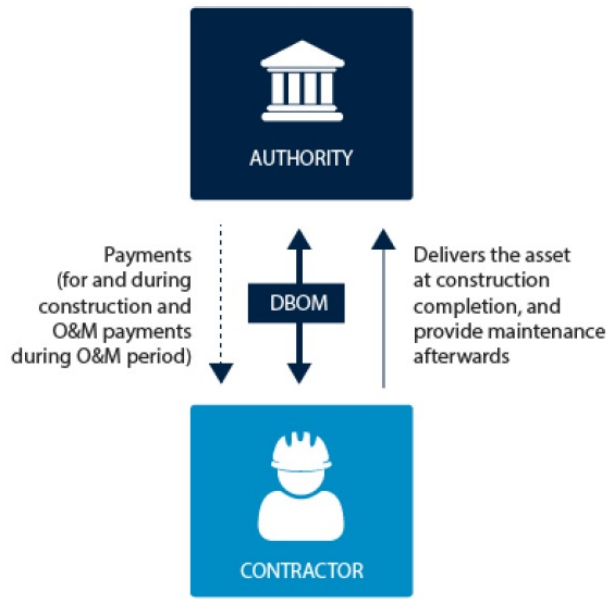 AUTHORITY
Payments
(for and during
construction and
O&M payments
during O&M period)
DBOM
Delivers the asset
at construction
completion, and
provide maintenance
afterwards
CONTRACTOR